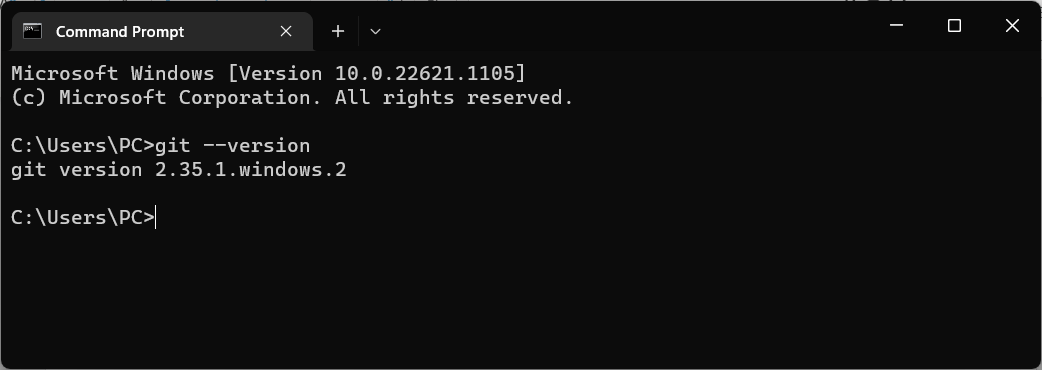 Command Prompt
Microsoft Windows [Version 10.0.22621.1105]
(c) Microsoft Corporation. All rights reserved.
C:\Users\PC>git --version
git version 2.35.1.windows.2
C:\Users\PC>